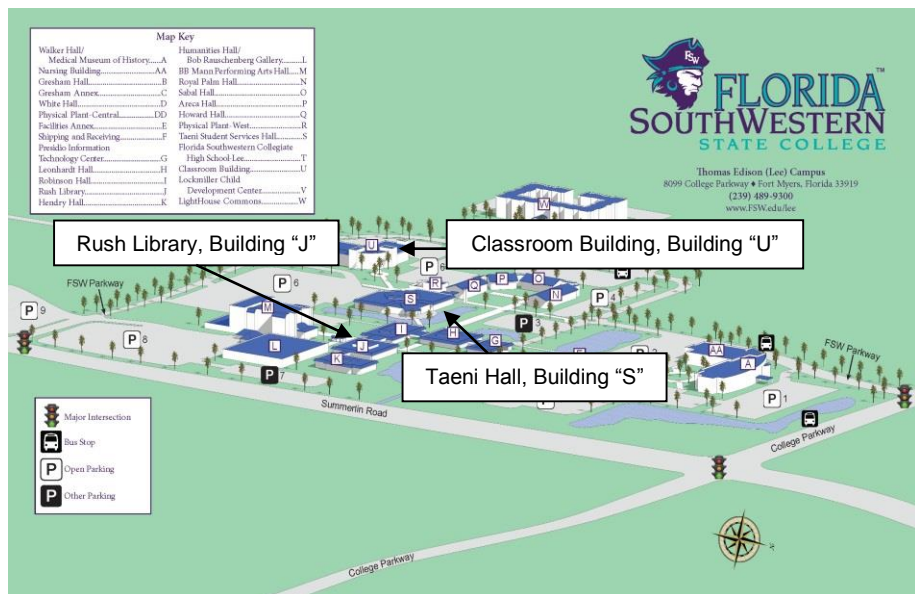 Map Key
Walker Hall/
Medical Museum of History.....A
Nursing Building.....AA
Gresham Hall.....B
Gresham Annex.....C
White Hall.....D
Physical Plant-Central.....DD
Facilities Annex.....E
Shipping and Receiving.....F
Presidio Information
Technology Center.....G
Leonhardt Hall.....H
Robinson Hall.....I
Rush Library.....J
Hendry Hall.....K
Humanities Hall/
Bob Rauschenberg Gallery.....L
BB Mann Performing Arts Hall.....M
Royal Palm Hall.....N
Sabal Hall.....O
Areca Hall.....P
Howard Hall.....Q
Physical Plant-West.....R
Taeni Student Services Hall.....S
Florida Southwestern Collegiate
High School-Lee.....T
Classroom Building.....U
Lockmiller Child
Development Center.....V
LightHouse Commons.....W
FSW
FLORIDA™
SOUTHWESTERN
STATE COLLEGE
Thomas Edison (Lee) Campus
8099 College Parkway ♦ Fort Myers, Florida 33919
(239) 489-9300
www.FSW.edu/lee
W
Rush Library, Building “J”
U
Classroom Building, Building “U”
P 6
P 6
FSW Parkway
R
Q
P
O
N
P 4
S
P 9
M
P 3
I
H
G
P 8
L
J
K
P 7
Taeni Hall, Building “S”
AA
A
FSW Parkway
P 1
Summerlin Road
College Parkway
Major Intersection
Bus Stop
P Open Parking
P Other Parking
College Parkway